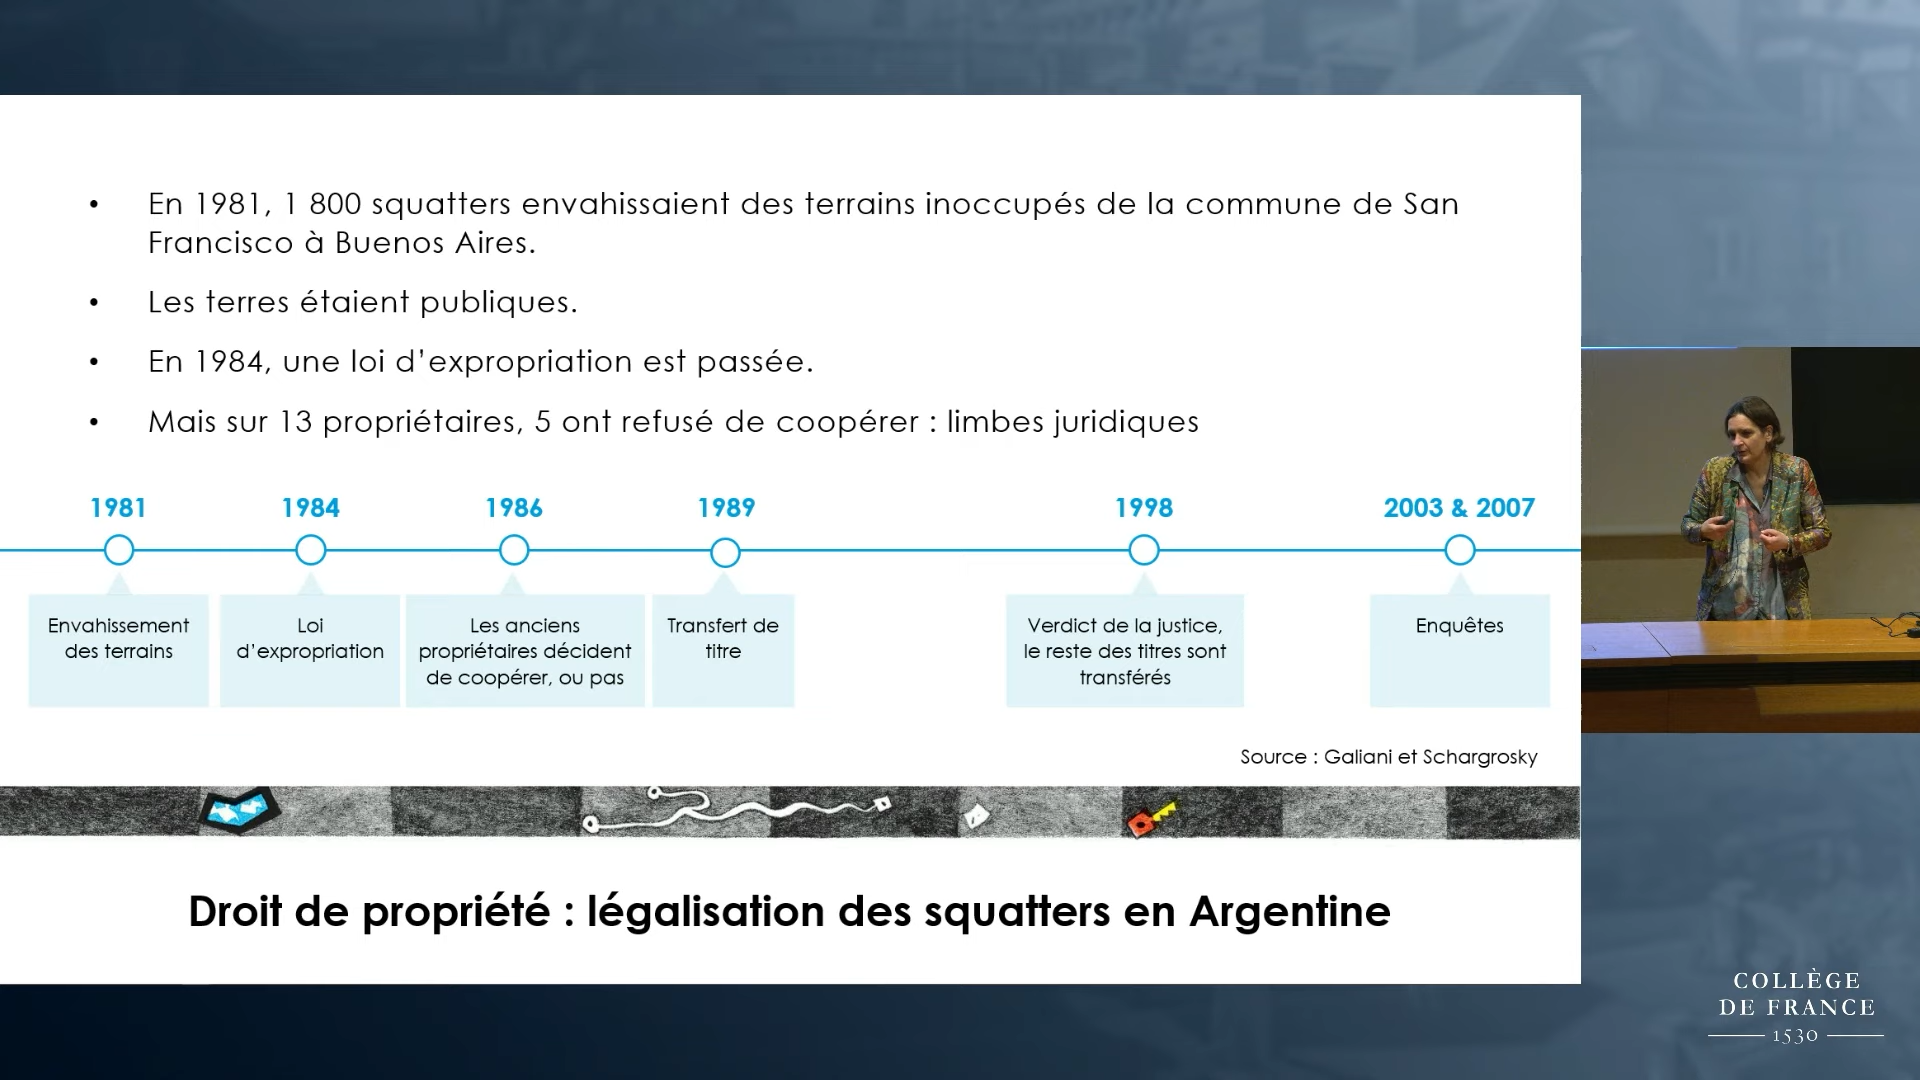 • En 1981, 1 800 squatters envahissaient des terrains inoccupés de la commune de San
Francisco à Buenos Aires.
• Les terres étaient publiques.
• En 1984, une loi d’expropriation est passée.
• Mais sur 13 propriétaires, 5 ont refusé de coopérer : limbes juridiques
1981
1984
1986
1989
1998
2003 & 2007
Envahissement
des terrains
Loi
d’expropriation
Les anciens
propriétaires décident
de coopérer, ou pas
Transfert de
titre
Verdict de la justice,
le reste des titres sont
transférés
Enquêtes
Source : Galiani et Schargrosky
Droit de propriété : légalisation des squatters en Argentine
COLLÈGE
DE FRANCE
1530